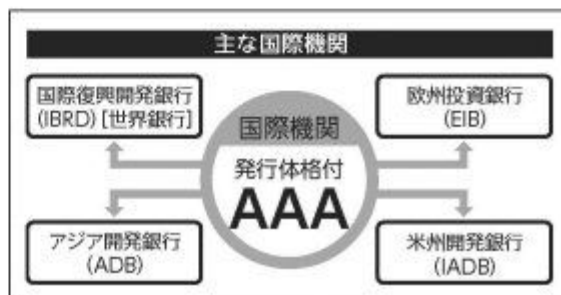 主な国際機関
国際復興開発銀行
(IBRD) [世界銀行]
欧州投資銀行
(EIB)
国際機関
発行体格付
AAA
アジア開発銀行
(ADB)
米州開発銀行
(IADB)